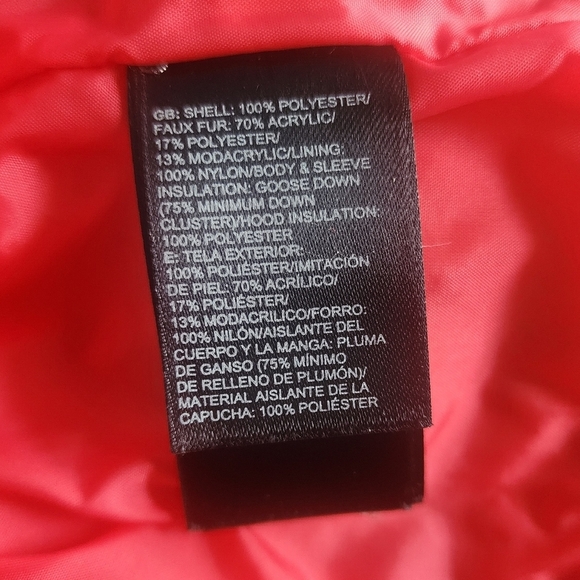 GB: SHELL: 100% POLYESTER/
FAUX FUR: 70% ACRYLIC/
17% POLYESTER/
13% MODACRYLIC/LINING:
100% NYLON/BODY & SLEEVE
INSULATION: GOOSE DOWN
(75% MINIMUM DOWN
CLUSTER)/HOOD INSULATION:
100% POLYESTER
E: TELA EXTERIOR:
100% POLIÉSTER/IMITACIÓN
DE PIEL: 70% ACRÍLICO/
17% POLIÉSTER/
13% MODACRILICO/FORRO:
100% NILÓN/AISLANTE DEL
CUERPO Y LA MANGA: PLUMA
DE GANSO (75% MÍNIMO
DE RELLENO DE PLUMÓN)/
MATERIAL AISLANTE DE LA
CAPUCHA: 100% POLIÉSTER